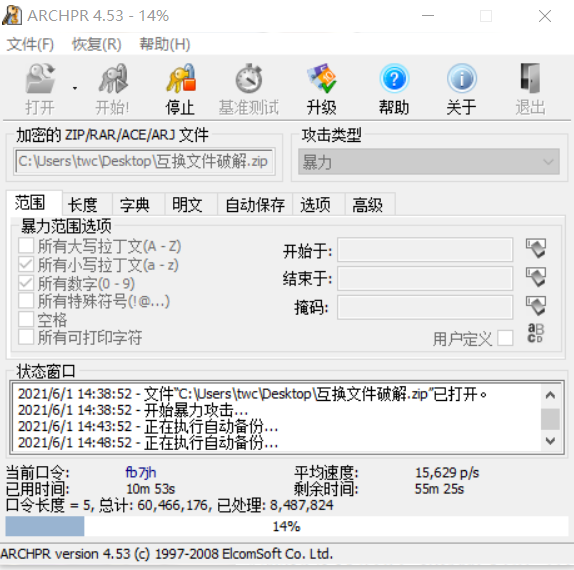 ARCHPR 4.53 - 14%
文件(F) 恢复(R) 帮助(H)
打开 开始! 停止 基准测试 升级 帮助 关于 退出
加密的 ZIP/RAR/ACE/ARJ 文件 攻击类型
C:\Users\twc\Desktop\互换文件破解.zip 暴力
范围 长度 字典 明文 自动保存 选项 高级
暴力范围选项
所有大写拉丁文(A - Z) 开始于:
所有小写拉丁文(a - z)
所有数字(0 - 9) 结束于:
所有特殊符号(!@...) 掩码:
空格
所有可打印字符 用户定义
状态窗口
2021/6/1 14:38:52 - 文件“C:\Users\twc\Desktop\互换文件破解.zip”已打开。
2021/6/1 14:38:52 - 开始暴力攻击...
2021/6/1 14:43:52 - 正在执行自动备份...
2021/6/1 14:48:52 - 正在执行自动备份...
当前口令: fb7jh 平均速度: 15,629 p/s
已用时间: 10m 53s 剩余时间: 55m 25s
口令长度 = 5, 总计: 60,466,176, 已处理: 8,487,824
14%
ARCHPR version 4.53 (c) 1997-2008 ElcomSoft Co. Ltd.